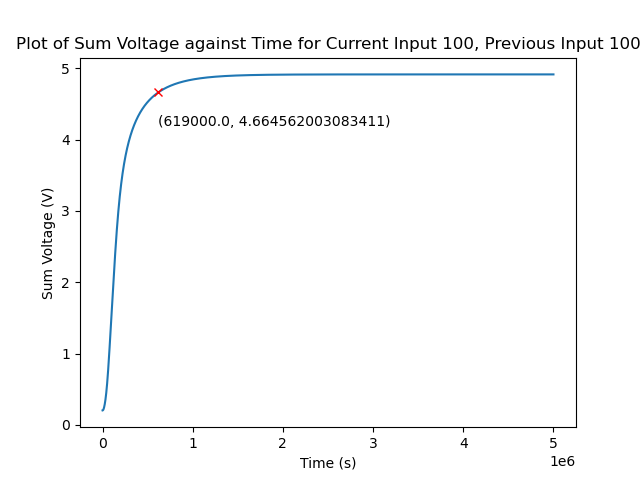 Plot of Sum Voltage against Time for Current Input 100, Previous Input 100
5
4
3
2
1
0
Sum Voltage (V)
(619000.0, 4.664562003083411)
0 1 2 3 4 5
1e6
Time (s)